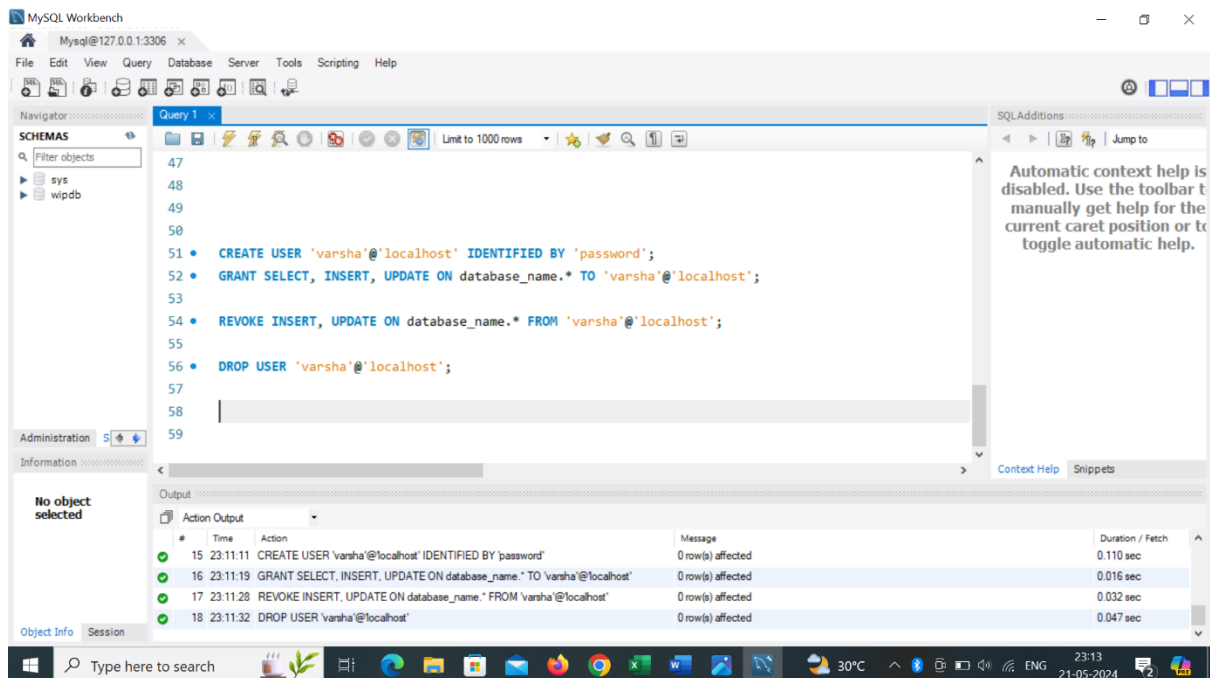 MySQL Workbench
Mysql@127.0.0.1:3306 ×
File Edit View Query Database Server Tools Scripting Help
Navigator
SCHEMAS
Filter objects
sys
wipdb
Administration S
Information
No object
selected
Object Info Session
Query 1 ×
Limit to 1000 rows
47
48
49
50
51 CREATE USER 'varsha'@'localhost' IDENTIFIED BY 'password';
52 GRANT SELECT, INSERT, UPDATE ON database_name.* TO 'varsha'@'localhost';
53
54 REVOKE INSERT, UPDATE ON database_name.* FROM 'varsha'@'localhost';
55
56 DROP USER 'varsha'@'localhost';
57
58
59
SQLAdditions
Jump to
Automatic context help is
disabled. Use the toolbar t
manually get help for the
current caret position or to
toggle automatic help.
Context Help Snippets
Output
Action Output
# Time Action Message Duration / Fetch
15 23:11:11 CREATE USER 'varsha'@'localhost' IDENTIFIED BY 'password' 0 row(s) affected 0.110 sec
16 23:11:19 GRANT SELECT, INSERT, UPDATE ON database_name.* TO 'varsha'@'localhost' 0 row(s) affected 0.016 sec
17 23:11:28 REVOKE INSERT, UPDATE ON database_name.* FROM 'varsha'@'localhost' 0 row(s) affected 0.032 sec
18 23:11:32 DROP USER 'varsha'@'localhost' 0 row(s) affected 0.047 sec
Type here to search
30°C
ENG
23:13
21-05-2024
2